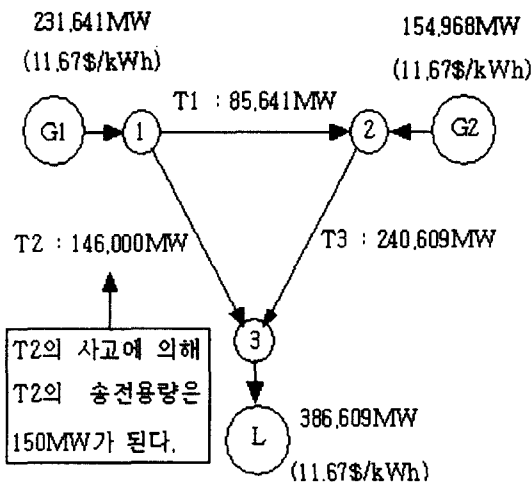 231,641MW
(11,67$/kWh)
154,968MW
(11,67$/kWh)
T1 : 85,641MW
G1
1
2
G2
T2 : 146,000MW
T3 : 240,609MW
3
T2의 사고에 의해
T2의 송전용량은
150MW가 된다.
L
386,609MW
(11.67$/kWh)